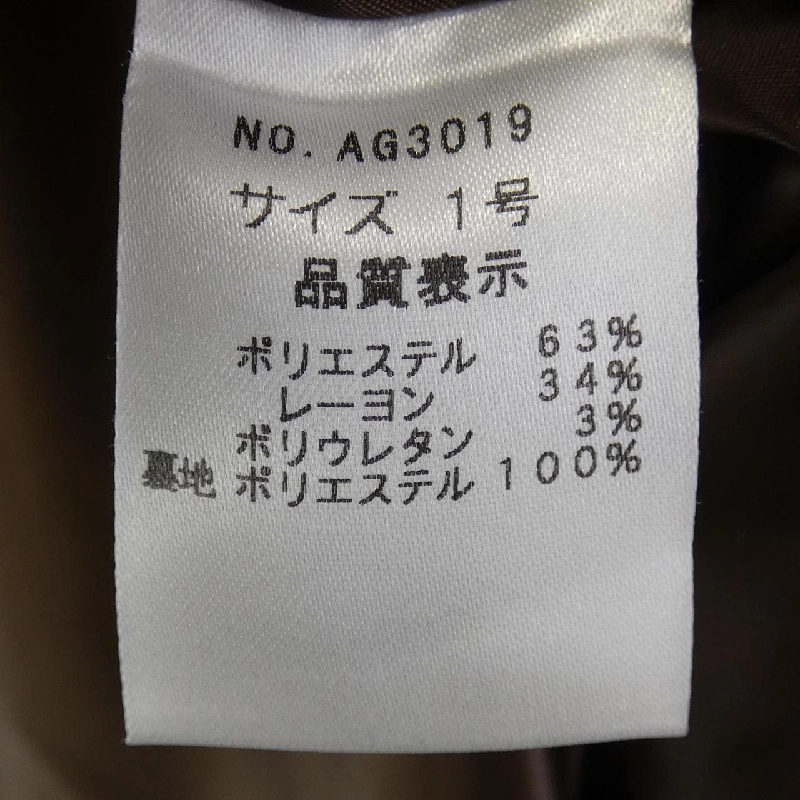 NO. AG3019
サイズ 1号
品質表示
ポリエステル 63%
レーヨン 34%
ポリウレタン 3%
裏地 ポリエステル 100%